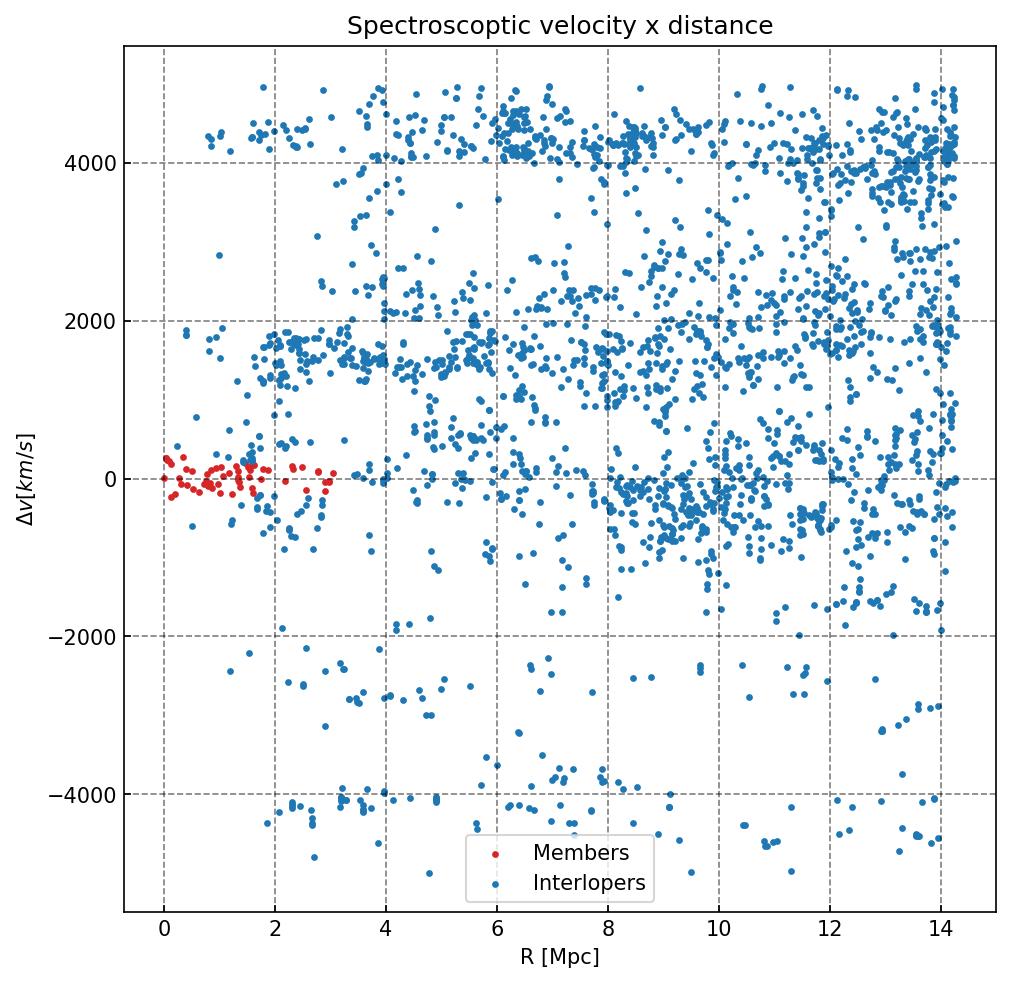 Spectroscoptic velocity x distance
Δv[km/s]
4000
2000
0
−2000
−4000
Members
Interlopers
0 2 4 6 8 10 12 14
R [Mpc]